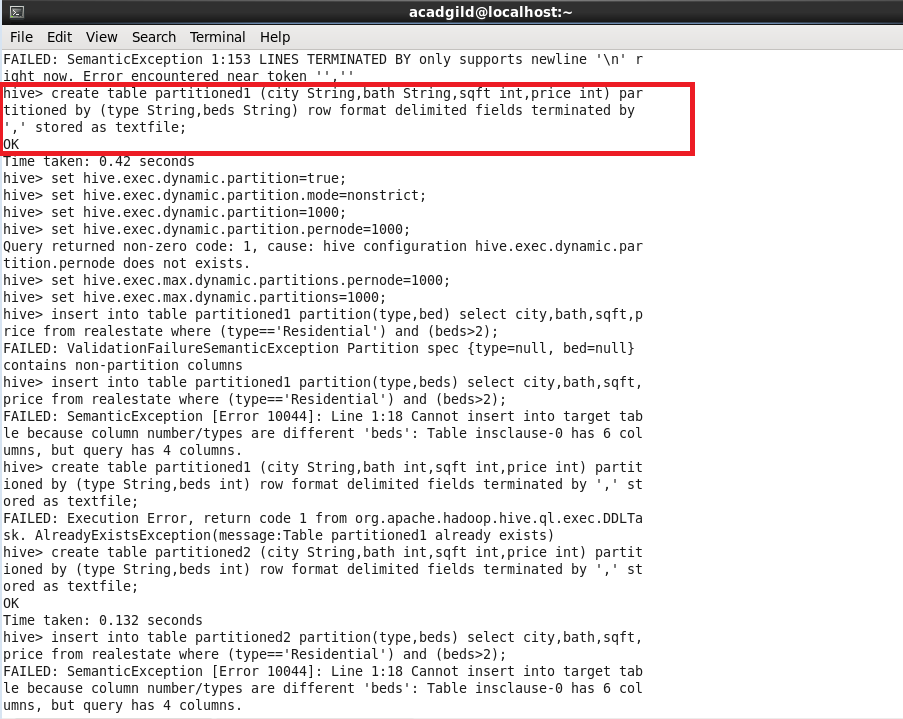 acadgild@localhost:~
File Edit View Search Terminal Help
FAILED: SemanticException 1:153 LINES TERMINATED BY only supports newline '\n' r
ight now. Error encountered near token '',''
hive> create table partitioned1 (city String,bath String,sqft int,price int) par
titioned by (type String,beds String) row format delimited fields terminated by
',' stored as textfile;
OK
Time taken: 0.42 seconds
hive> set hive.exec.dynamic.partition=true;
hive> set hive.exec.dynamic.partition.mode=nonstrict;
hive> set hive.exec.dynamic.partition=1000;
hive> set hive.exec.dynamic.partition.pernode=1000;
Query returned non-zero code: 1, cause: hive configuration hive.exec.dynamic.par
tition.pernode does not exists.
hive> set hive.exec.max.dynamic.partitions.pernode=1000;
hive> set hive.exec.max.dynamic.partitions=1000;
hive> insert into table partitioned1 partition(type,bed) select city,bath,sqft,p
rice from realestate where (type=='Residential') and (beds>2);
FAILED: ValidationFailureSemanticException Partition spec {type=null, bed=null}
contains non-partition columns
hive> insert into table partitioned1 partition(type,beds) select city,bath,sqft,
price from realestate where (type=='Residential') and (beds>2);
FAILED: SemanticException [Error 10044]: Line 1:18 Cannot insert into target tab
le because column number/types are different 'beds': Table insclause-0 has 6 col
umns, but query has 4 columns.
hive> create table partitioned1 (city String,bath int,sqft int,price int) partit
ioned by (type String,beds int) row format delimited fields terminated by ',' st
ored as textfile;
FAILED: Execution Error, return code 1 from org.apache.hadoop.hive.ql.exec.DDLTa
sk. AlreadyExistsException(message:Table partitioned1 already exists)
hive> create table partitioned2 (city String,bath int,sqft int,price int) partit
ioned by (type String,beds int) row format delimited fields terminated by ',' st
ored as textfile;
OK
Time taken: 0.132 seconds
hive> insert into table partitioned2 partition(type,beds) select city,bath,sqft,
price from realestate where (type=='Residential') and (beds>2);
FAILED: SemanticException [Error 10044]: Line 1:18 Cannot insert into target tab
le because column number/types are different 'beds': Table insclause-0 has 6 col
umns, but query has 4 columns.